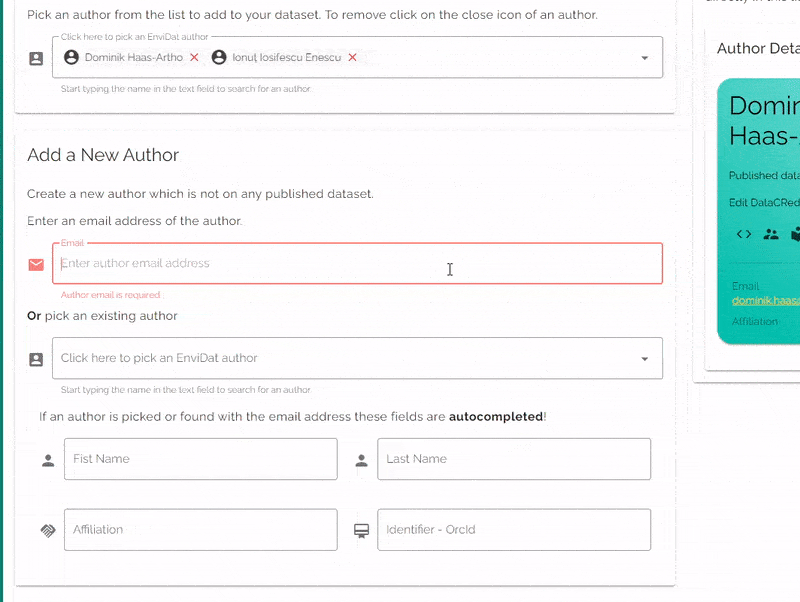 Pick an author from the list to add to your dataset. To remove click on the close icon of an author.
Click here to pick an EnviDat author
Dominik Haas-Artho
Ionuț Iosifescu Enescu
Start typing the name in the text field to search for an author
Add a New Author
Create a new author which is not on any published dataset.
Enter an email address of the author.
Email
Enter author email address
Author email is required
Or pick an existing author
Click here to pick an EnviDat author
Start typing the name in the text field to search for an author
If an author is picked or found with the email address these fields are autocompleted!
Fist Name
Last Name
Affiliation
Identifier - OrcId
Author Deta
Domin
Haas-
Published data
Edit DataCRed
Email
dominik.haas
Affiliation